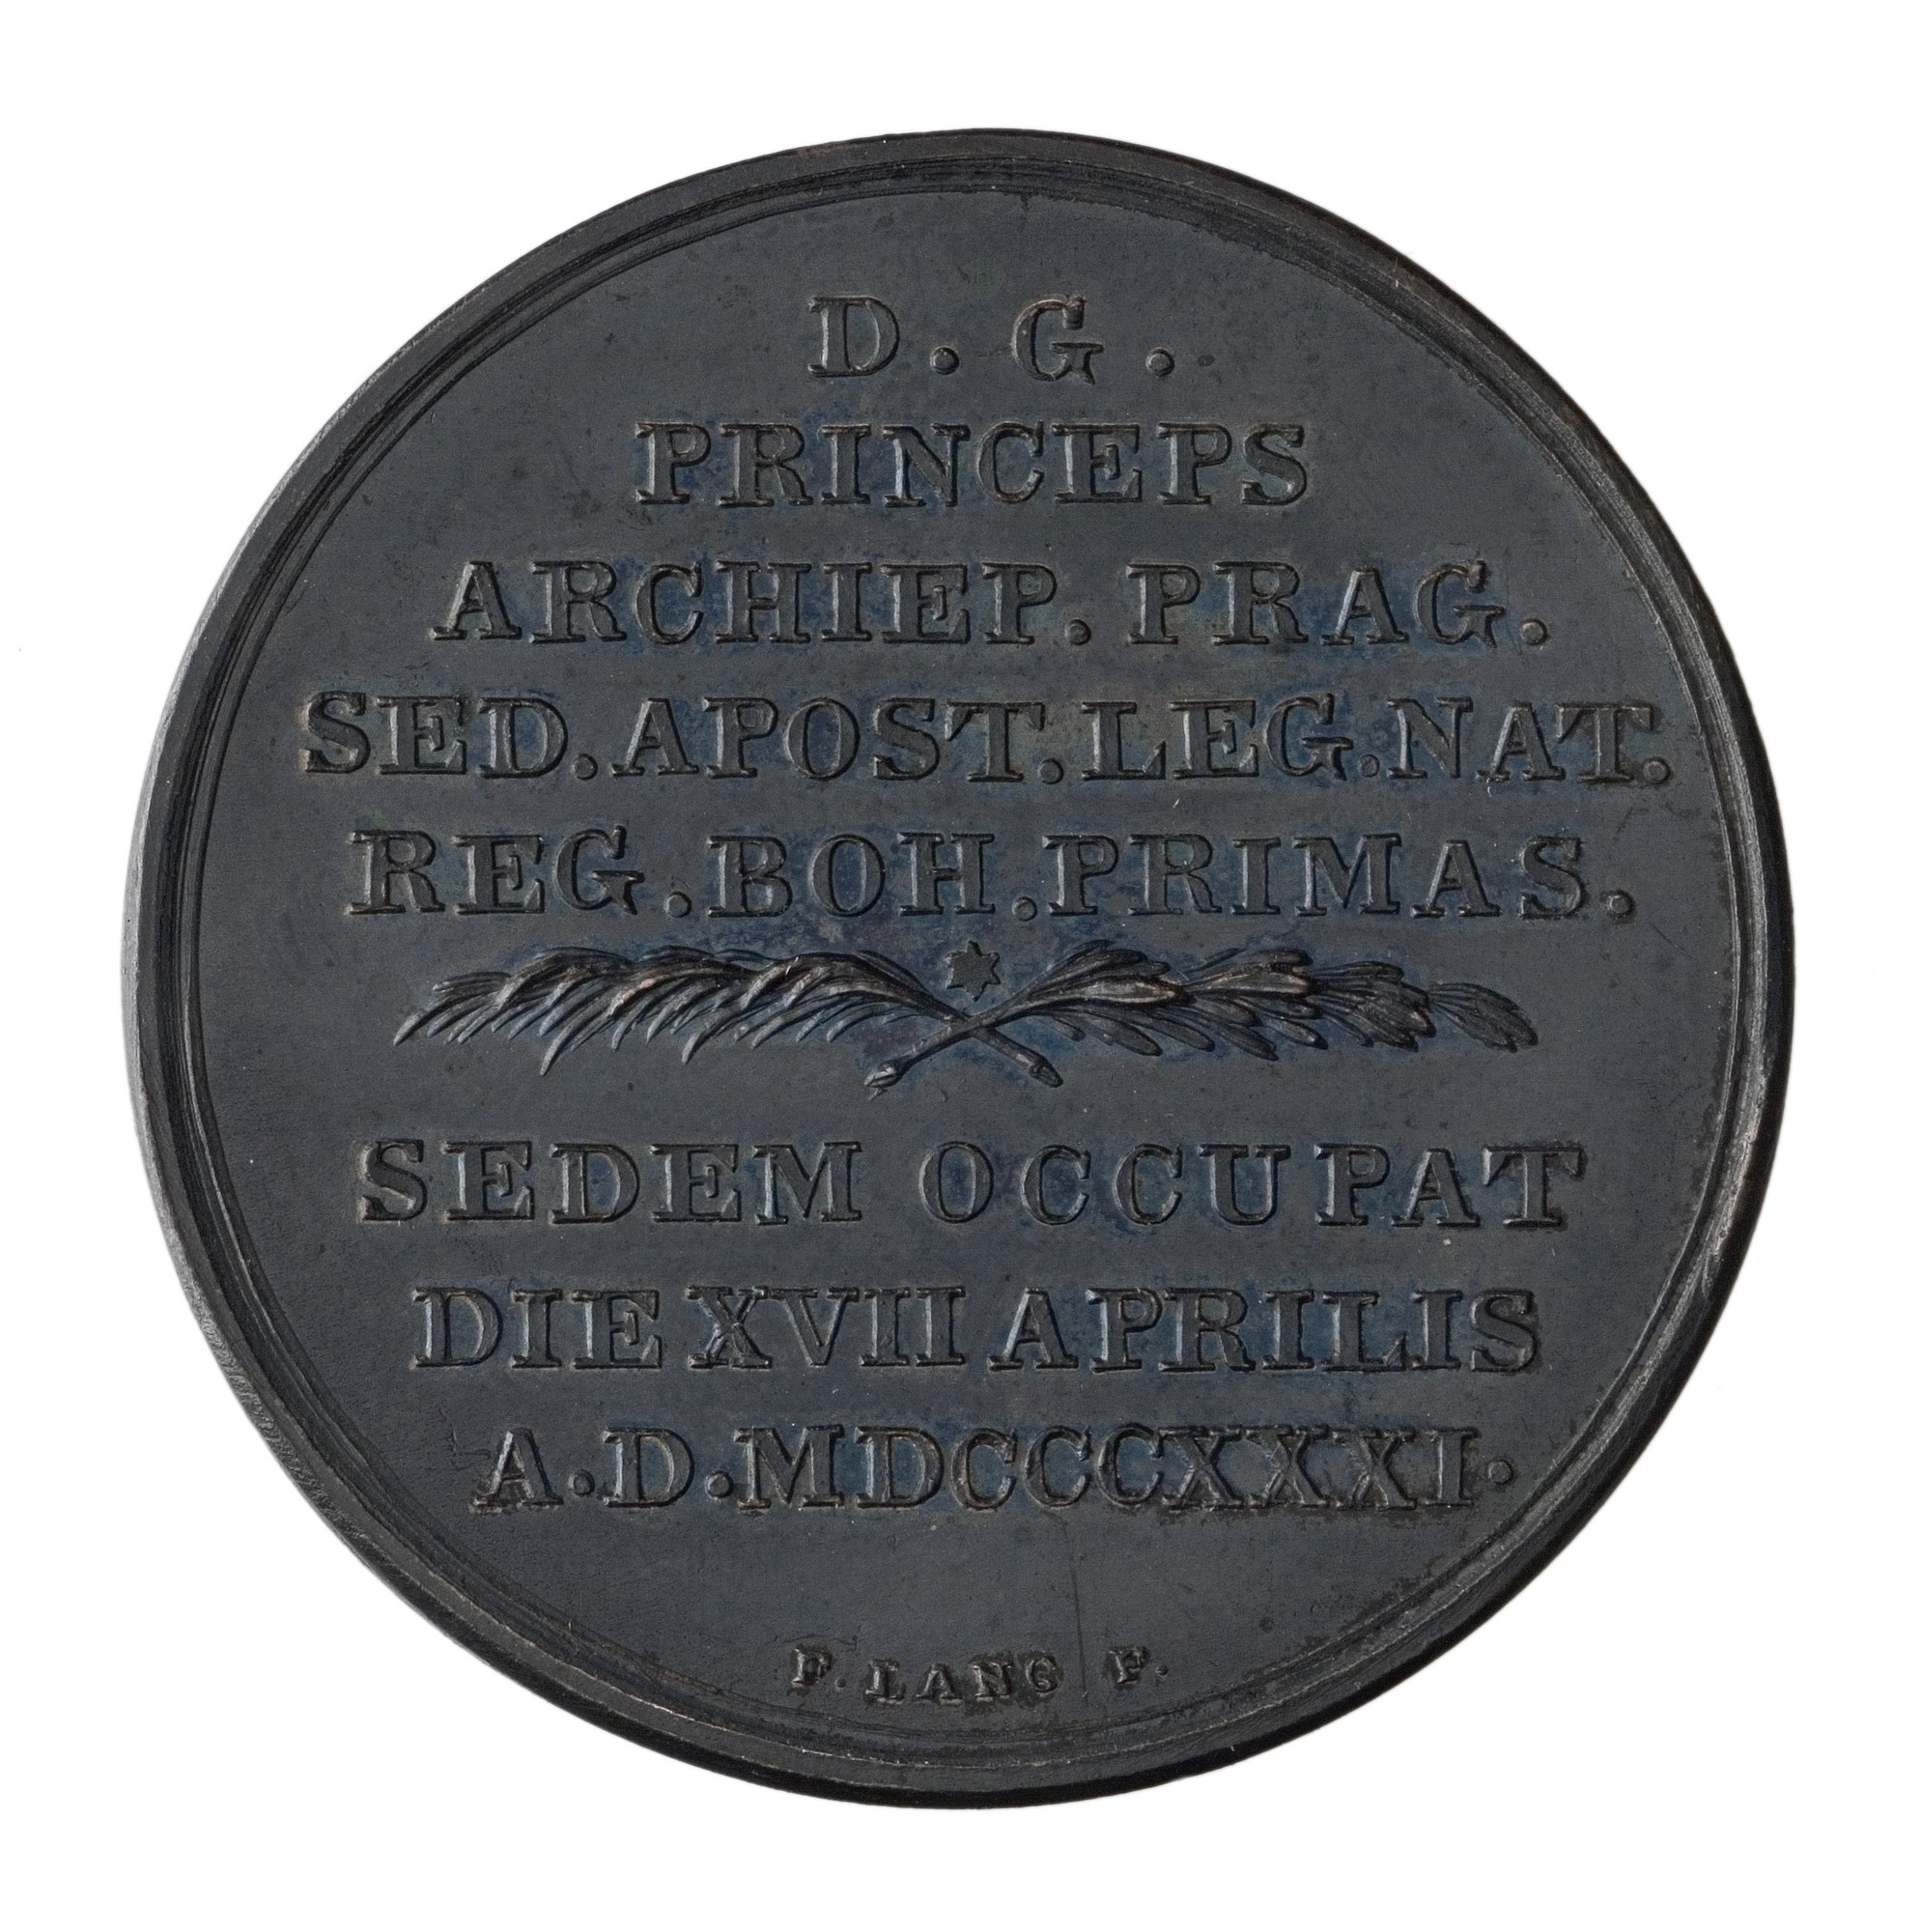 D. G.
PRINCEPS
ARCHIEP. PRAG.
SED. APOST. LEG. NAT.
REG. BOH. PRIMAS.
SEDEM OCCUPAT
DIE XVII APRILIS
A. D. MDCCCXXXI.
F. LANG F.